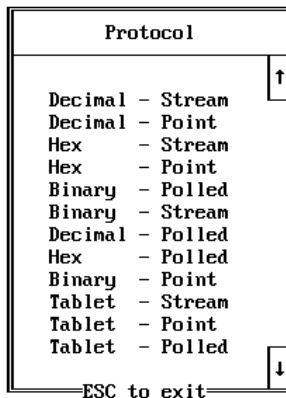 Protocol
↑
Decimal - Stream
Decimal - Point
Hex - Stream
Hex - Point
Binary - Polled
Binary - Stream
Decimal - Polled
Hex - Polled
Binary - Point
Tablet - Stream
Tablet - Point
Tablet - Polled
↓
ESC to exit